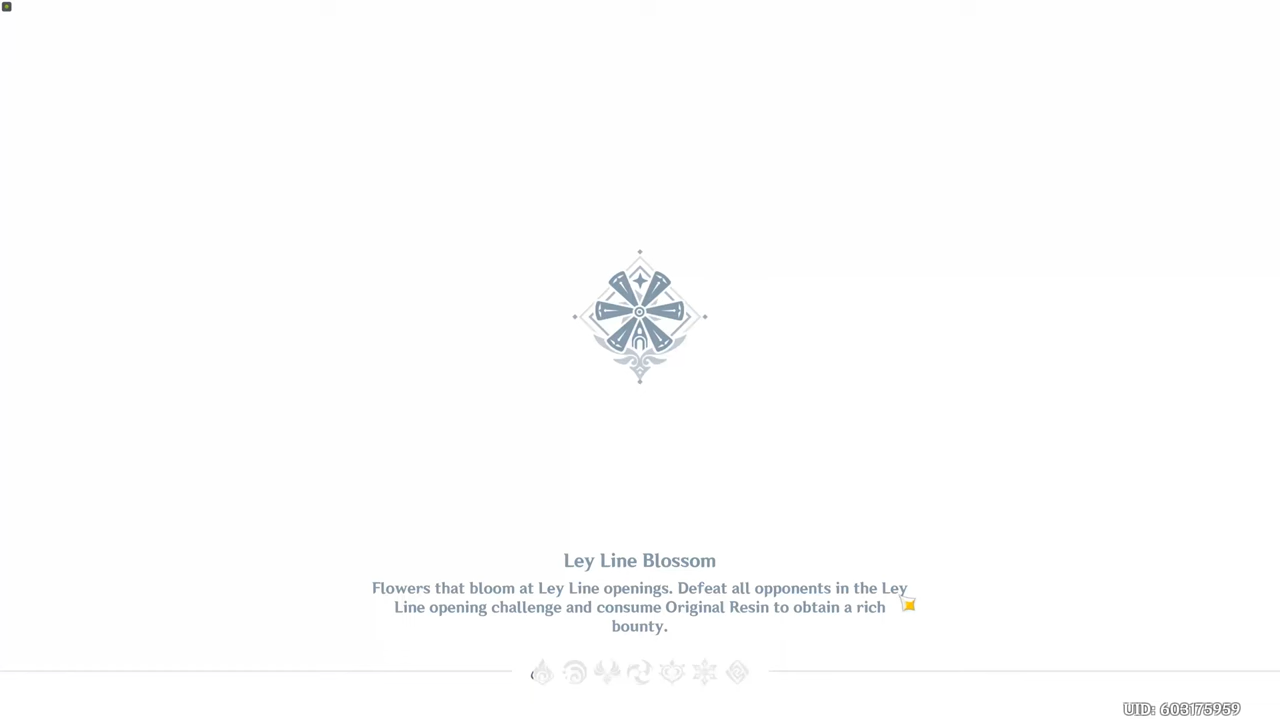 Ley Line Blossom
Flowers that bloom at Ley Line openings. Defeat all opponents in the Ley
Line opening challenge and consume Original Resin to obtain a rich
bounty.
UID: 603175959